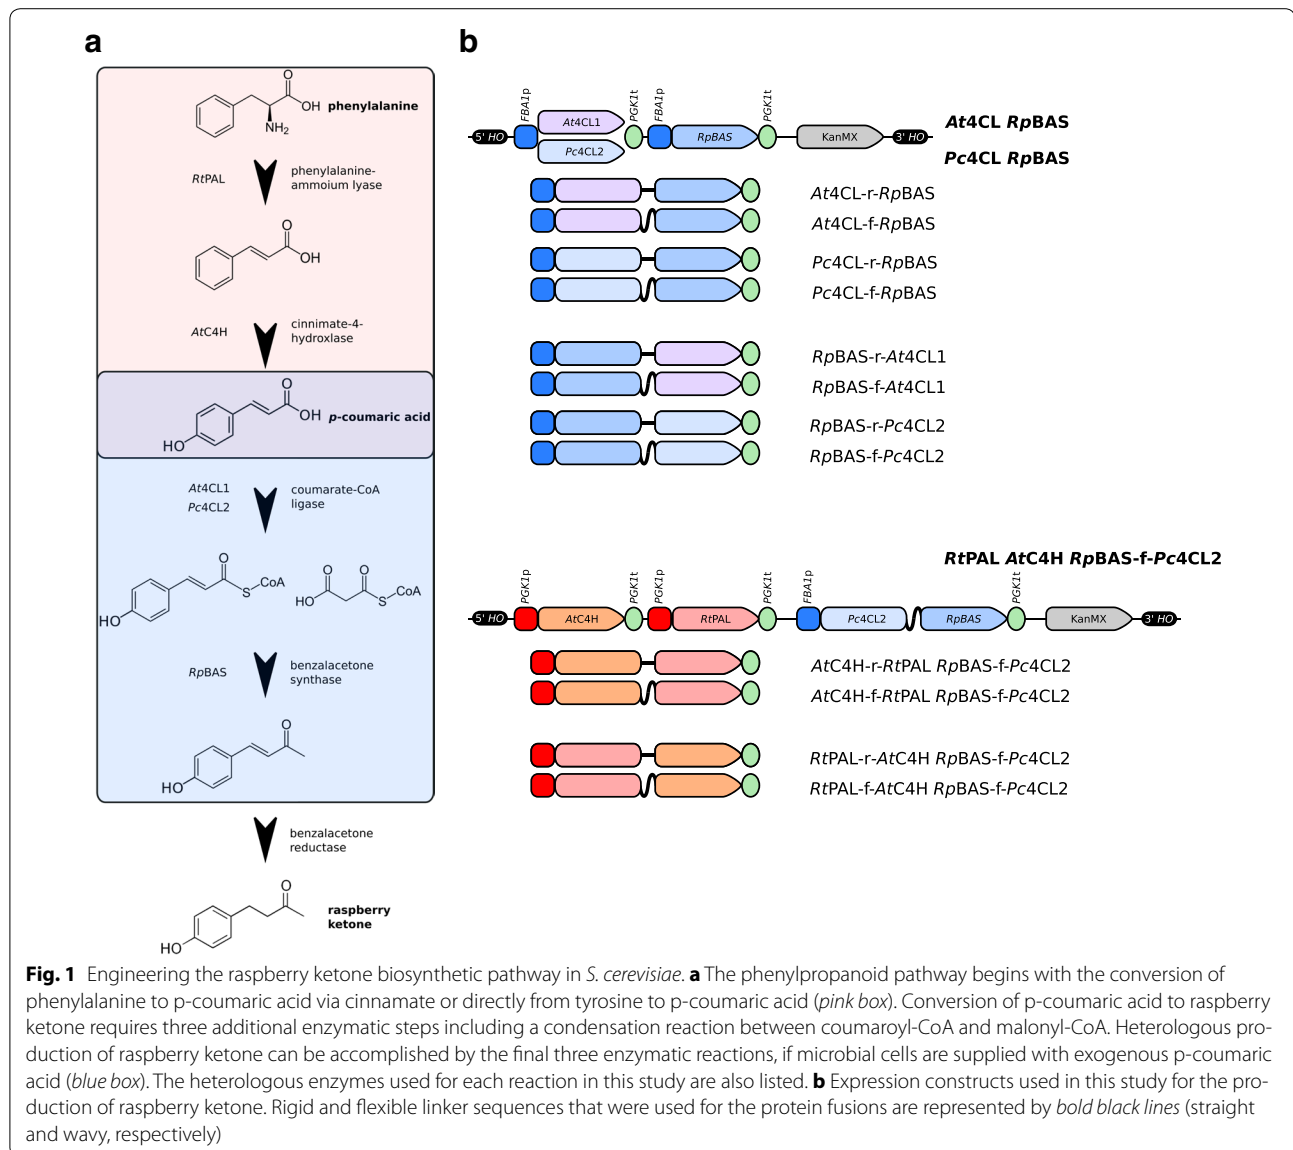 a
phenylalanine
O
OH
NH2
RtPAL
phenylalanine-
ammoium lyase
O
OH
AtC4H
cinnimate-4-
hydroxlase
O
OH
HO
p-coumaric acid
At4CL1
Pc4CL2
coumarate-CoA
ligase
O
S
CoA
HO
O
O
HO
S
CoA
RpBAS
benzalacetone
synthase
O
HO
benzalacetone
reductase
O
HO
raspberry
ketone
b
FBA1p
PGK1t
FBA1p
PGK1t
5' HO
At4CL1
Pc4CL2
RpBAS
KanMX
3' HO
At4CL RpBAS
Pc4CL RpBAS
At4CL-r-RpBAS
At4CL-f-RpBAS
Pc4CL-r-RpBAS
Pc4CL-f-RpBAS
RpBAS-r-At4CL1
RpBAS-f-At4CL1
RpBAS-r-Pc4CL2
RpBAS-f-Pc4CL2
RtPAL AtC4H RpBAS-f-Pc4CL2
PGK1p
PGK1t
PGK1p
PGK1t
FBA1p
PGK1t
5' HO
AtC4H
RtPAL
Pc4CL2
RpBAS
KanMX
3' HO
AtC4H-r-RtPAL RpBAS-f-Pc4CL2
AtC4H-f-RtPAL RpBAS-f-Pc4CL2
RtPAL-r-AtC4H RpBAS-f-Pc4CL2
RtPAL-f-AtC4H RpBAS-f-Pc4CL2
Fig. 1 Engineering the raspberry ketone biosynthetic pathway in S. cerevisiae. a The phenylpropanoid pathway begins with the conversion of
phenylalanine to p-coumaric acid via cinnamate or directly from tyrosine to p-coumaric acid (pink box). Conversion of p-coumaric acid to raspberry
ketone requires three additional enzymatic steps including a condensation reaction between coumaroyl-CoA and malonyl-CoA. Heterologous pro-
duction of raspberry ketone can be accomplished by the final three enzymatic reactions, if microbial cells are supplied with exogenous p-coumaric
acid (blue box). The heterologous enzymes used for each reaction in this study are also listed. b Expression constructs used in this study for the pro-
duction of raspberry ketone. Rigid and flexible linker sequences that were used for the protein fusions are represented by bold black lines (straight
and wavy, respectively)